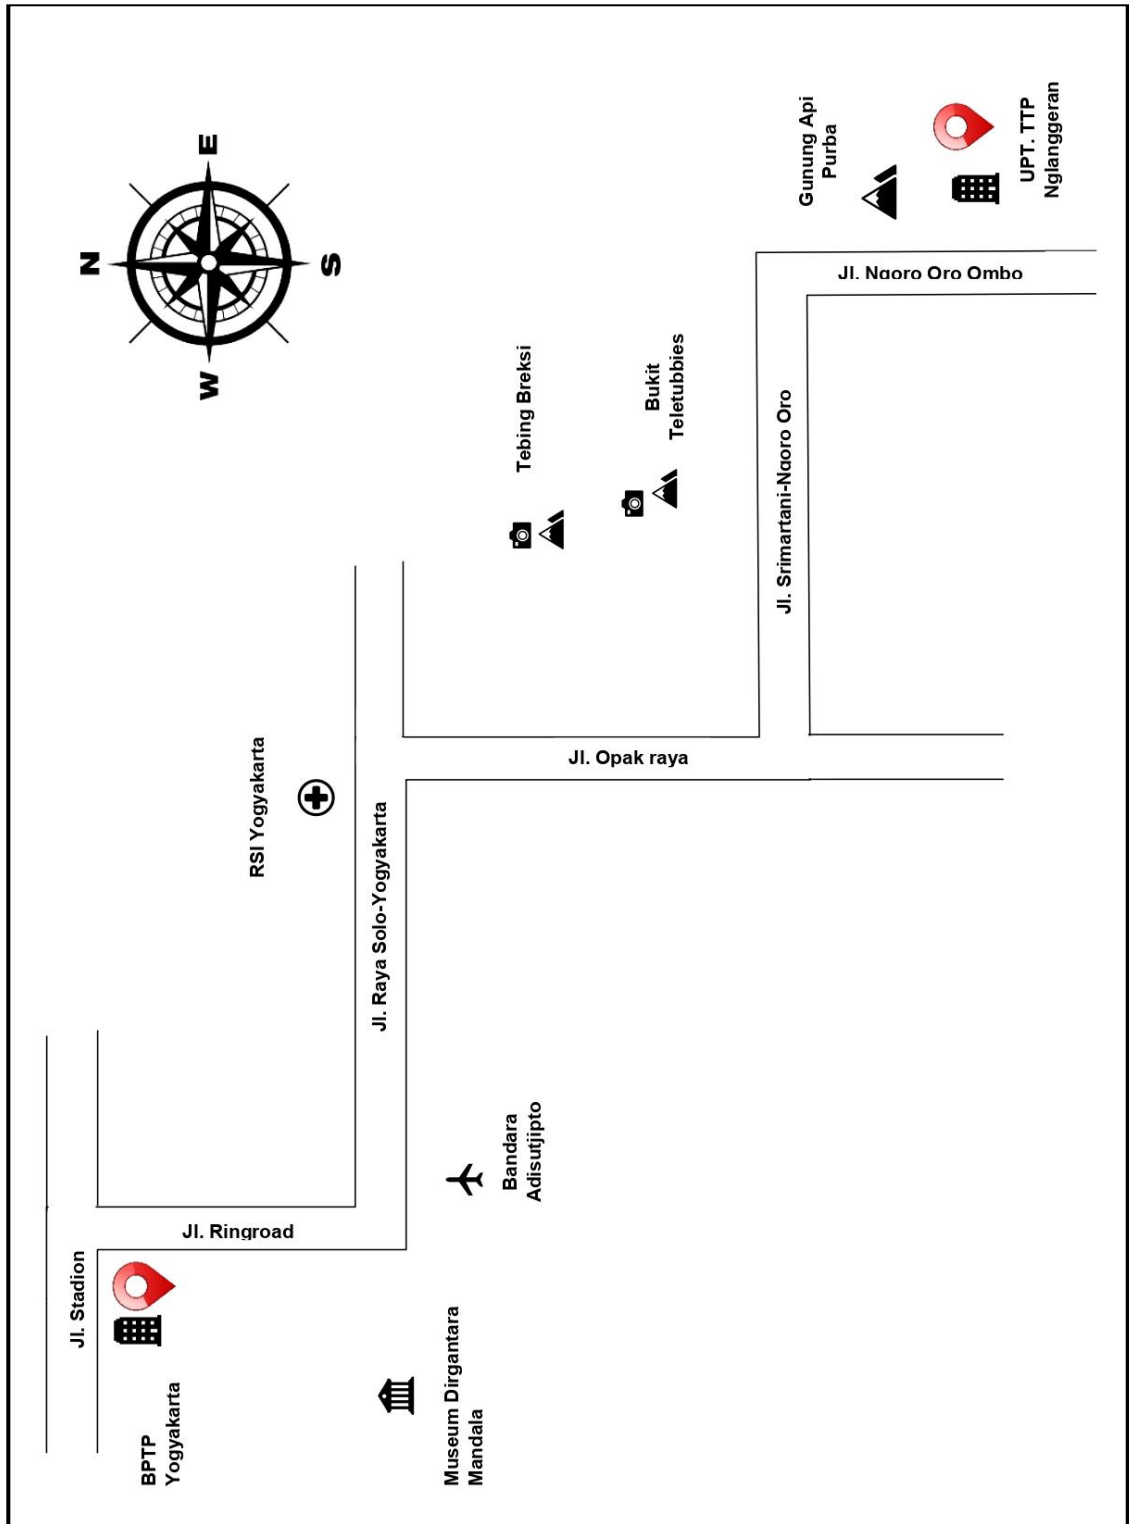 Jl. Stadion
N
BPTP
Yogyakarta
W
E
Jl. Ringroad
RSI Yogyakarta
S
Jl. Raya Solo-Yogyakarta
Museum Dirgantara
Mandala
Bandara
Adisutjipto
Tebing Breksi
Jl. Opak raya
Bukit
Teletubbies
Jl. Srimartani-Ngoro Oro
Gunung Api
Purba
Jl. Ngoro Oro Ombo
UPT. TTP
Nglanggeran